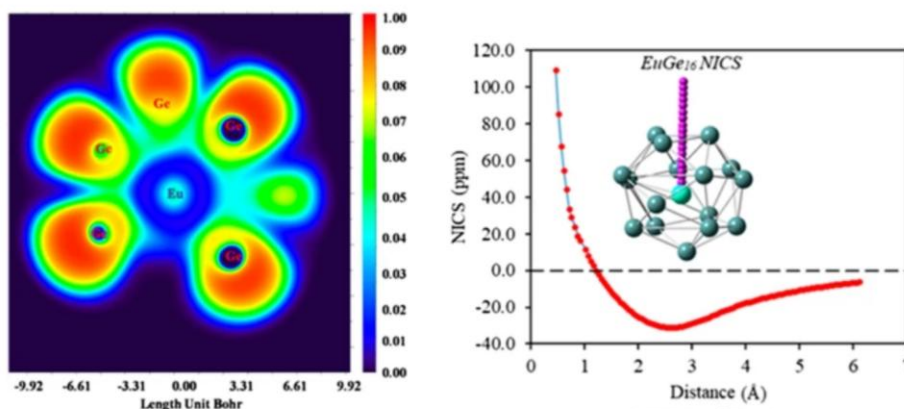 1.00
0.09
0.08
0.07
0.06
0.05
0.04
0.03
0.02
0.01
0.00
Ge
Ge
Ge
Eu
Ge
-9.92 -6.61 -3.31 0.00 3.31 6.61 9.92
Length Unit Bohr
120.0
100.0
80.0
60.0
40.0
20.0
0.0
-20.0
-40.0
NICS (ppm)
EuGe16 NICS
0 1 2 3 4 5 6 7
Distance (Å)